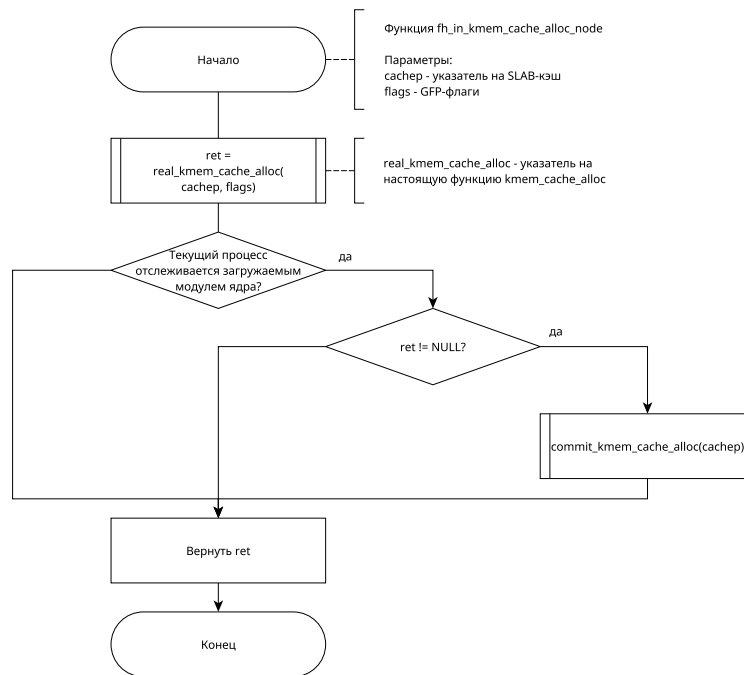 Функция fh_in_kmem_cache_alloc_node
Начало
Параметры:
cachep - указатель на SLAB-кэш
flags - GFP-флаги
ret =
real_kmem_cache_alloc(
cachep, flags)
real_kmem_cache_alloc - указатель на
настоящую функцию kmem_cache_alloc
Текущий процесс
отслеживается загружаемым
модулем ядра?
да
ret != NULL?
да
commit_kmem_cache_alloc(cachep)
Вернуть ret
Конец